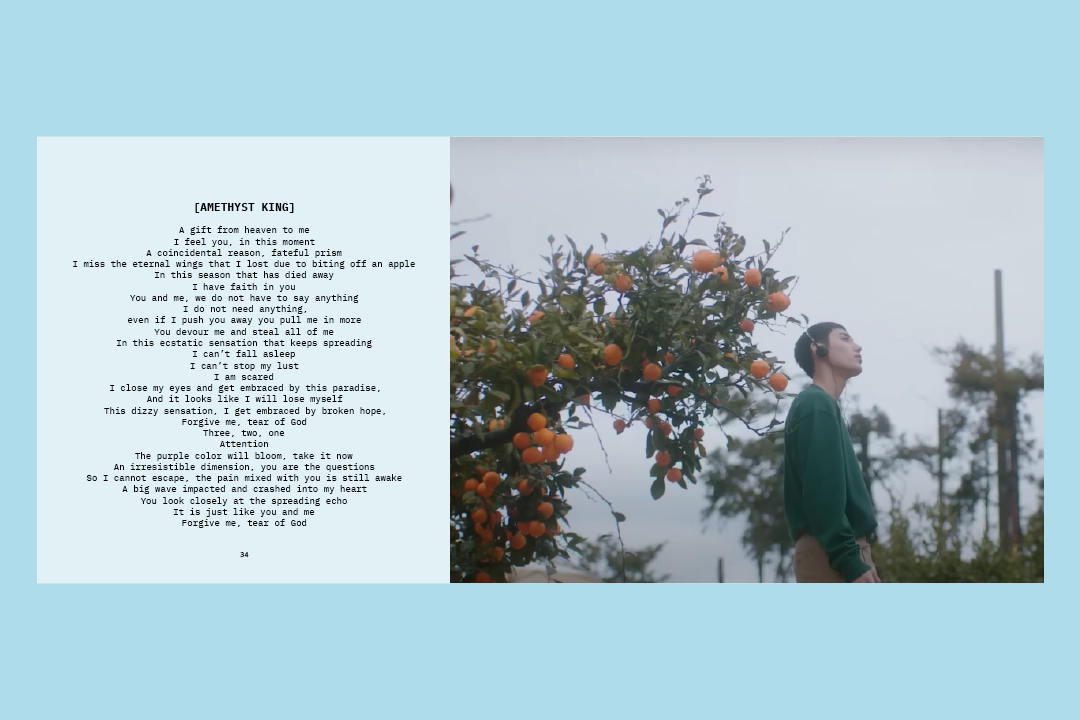 [AMETHYST KING]
A gift from heaven to me
I feel you, in this moment
A coincidental reason, fateful prism
I miss the eternal wings that I lost due to biting off an apple
In this season that has died away
I have faith in you
You and me, we do not have to say anything
I do not need anything,
even if I push you away you pull me in more
You devour me and steal all of me
In this ecstatic sensation that keeps spreading
I can’t fall asleep
I can’t stop my lust
I am scared
I close my eyes and get embraced by this paradise,
And it looks like I will lose myself
This dizzy sensation, I get embraced by broken hope,
Forgive me, tear of God
Three, two, one
Attention
The purple color will bloom, take it now
An irresistible dimension, you are the questions
So I cannot escape, the pain mixed with you is still awake
A big wave impacted and crashed into my heart
You look closely at the spreading echo
It is just like you and me
Forgive me, tear of God
34